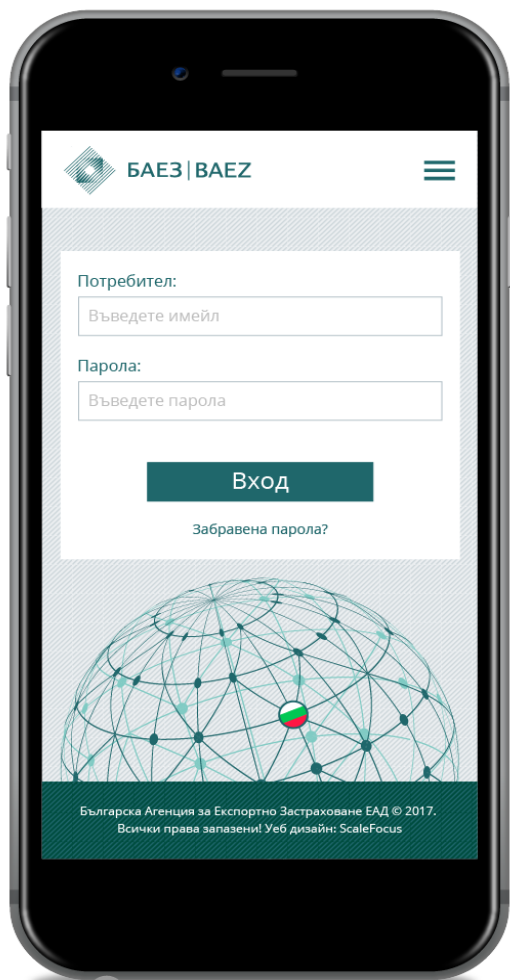 БАЕЗ | BAEZ
Потребител:
Въведете имейл
Парола:
Въведете парола
Вход
Забравена парола?
Българска Агенция за Експортно Застраховане ЕАД © 2017.
Всички права запазени! Уеб дизайн: ScaleFocus